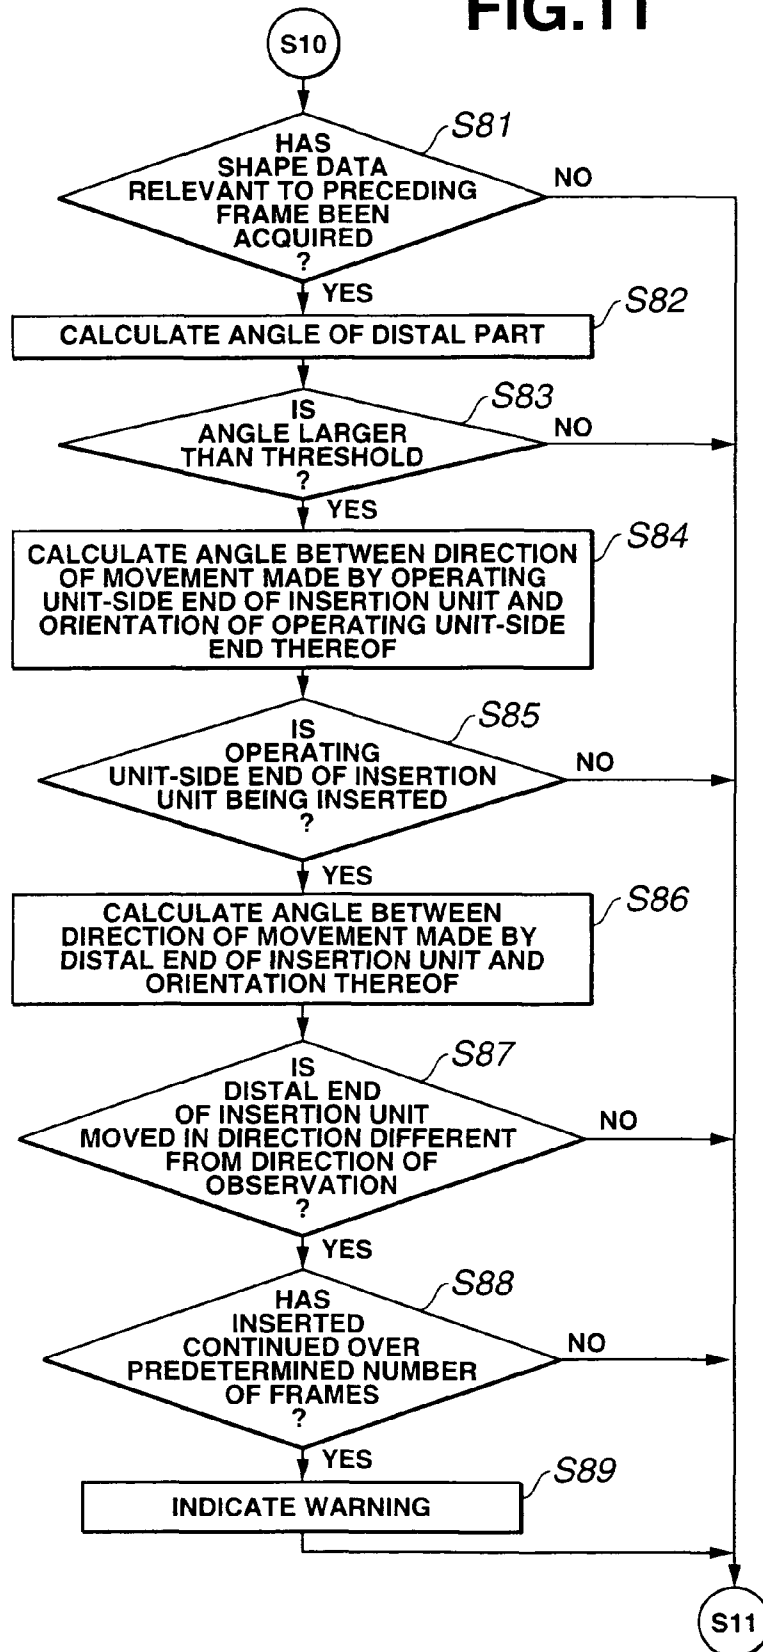 FIG.11
S10
S81
HAS
SHAPE DATA
RELEVANT TO PRECEDING
FRAME BEEN
ACQUIRED
?
NO
YES
S82
CALCULATE ANGLE OF DISTAL PART
S83
IS
ANGLE LARGER
THAN THRESHOLD
?
NO
YES
S84
CALCULATE ANGLE BETWEEN DIRECTION
OF MOVEMENT MADE BY OPERATING
UNIT-SIDE END OF INSERTION UNIT AND
ORIENTATION OF OPERATING UNIT-SIDE
END THEREOF
S85
IS
OPERATING
UNIT-SIDE END OF INSERTION
UNIT BEING INSERTED
?
NO
YES
S86
CALCULATE ANGLE BETWEEN
DIRECTION OF MOVEMENT MADE BY
DISTAL END OF INSERTION UNIT AND
ORIENTATION THEREOF
S87
IS
DISTAL END
OF INSERTION UNIT
MOVED IN DIRECTION DIFFERENT
FROM DIRECTION OF
OBSERVATION
?
NO
YES
S88
HAS
INSERTED
CONTINUED OVER
PREDETERMINED NUMBER
OF FRAMES
?
NO
YES
S89
INDICATE WARNING
S11